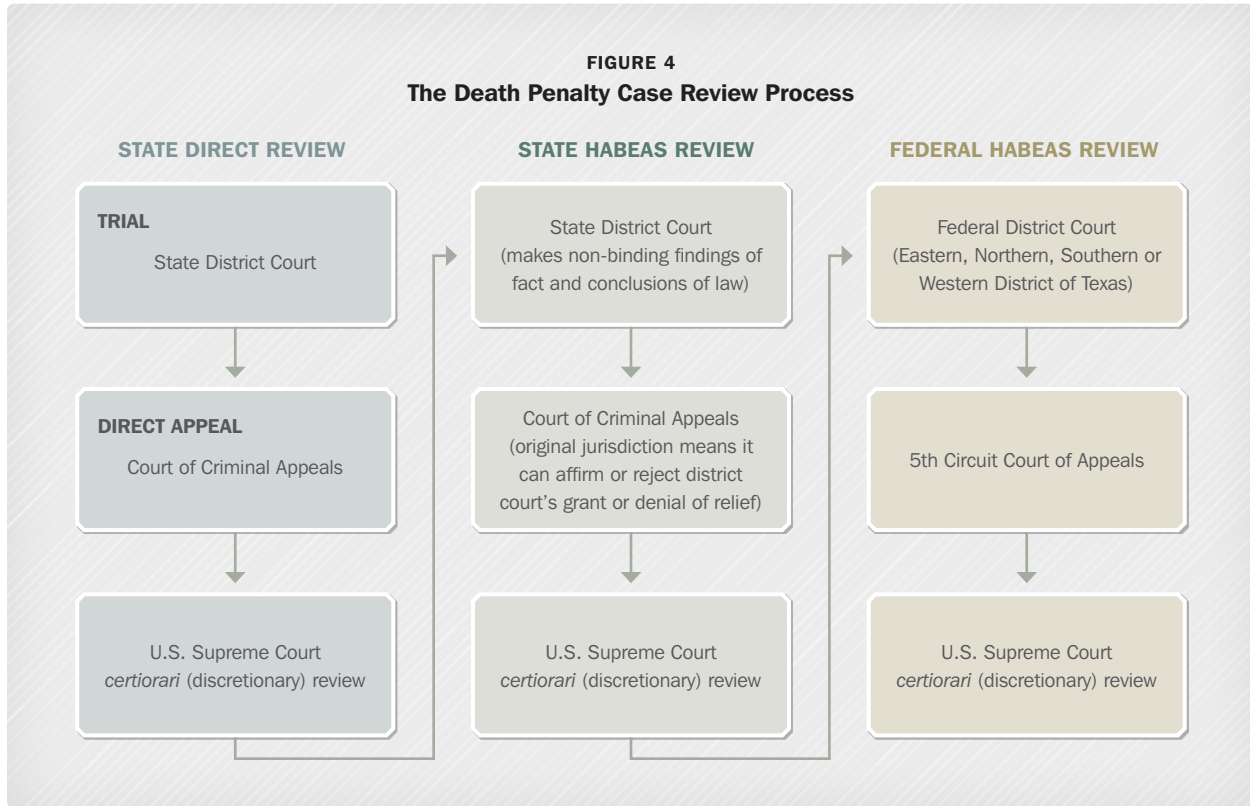 FIGURE 4
The Death Penalty Case Review Process
STATE DIRECT REVIEW
TRIAL
State District Court
DIRECT APPEAL
Court of Criminal Appeals
U.S. Supreme Court
certiorari (discretionary) review
STATE HABEAS REVIEW
State District Court
(makes non-binding findings of
fact and conclusions of law)
Court of Criminal Appeals
(original jurisdiction means it
can affirm or reject district
court's grant or denial of relief)
U.S. Supreme Court
certiorari (discretionary) review
FEDERAL HABEAS REVIEW
Federal District Court
(Eastern, Northern, Southern or
Western District of Texas)
5th Circuit Court of Appeals
U.S. Supreme Court
certiorari (discretionary) review